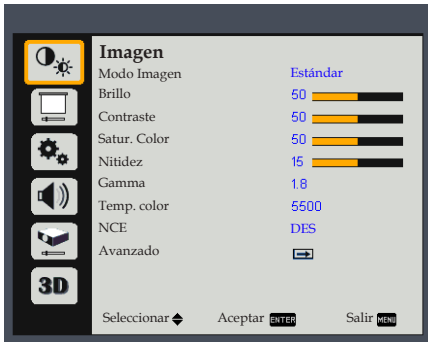 Imagen
Modo Imagen Estándar
Brillo 50
Contraste 50
Satur. Color 50
Nitidez 15
Gamma 1.8
Temp. color 5500
NCE DES
Avanzado
3D
Seleccionar Aceptar ENTER Salir MENU